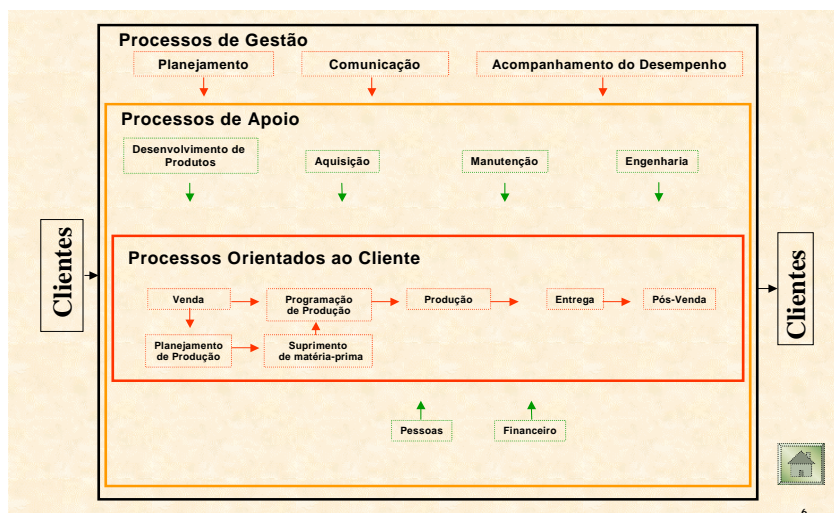 Processos de Gestão
Planejamento
Comunicação
Acompanhamento do Desempenho
Processos de Apoio
Desenvolvimento de
Produtos
Aquisição
Manutenção
Engenharia
Clientes
Processos Orientados ao Cliente
Venda
Programação
de Produção
Produção
Entrega
Pós-Venda
Planejamento
de Produção
Suprimento
de matéria-prima
Clientes
Pessoas
Financeiro